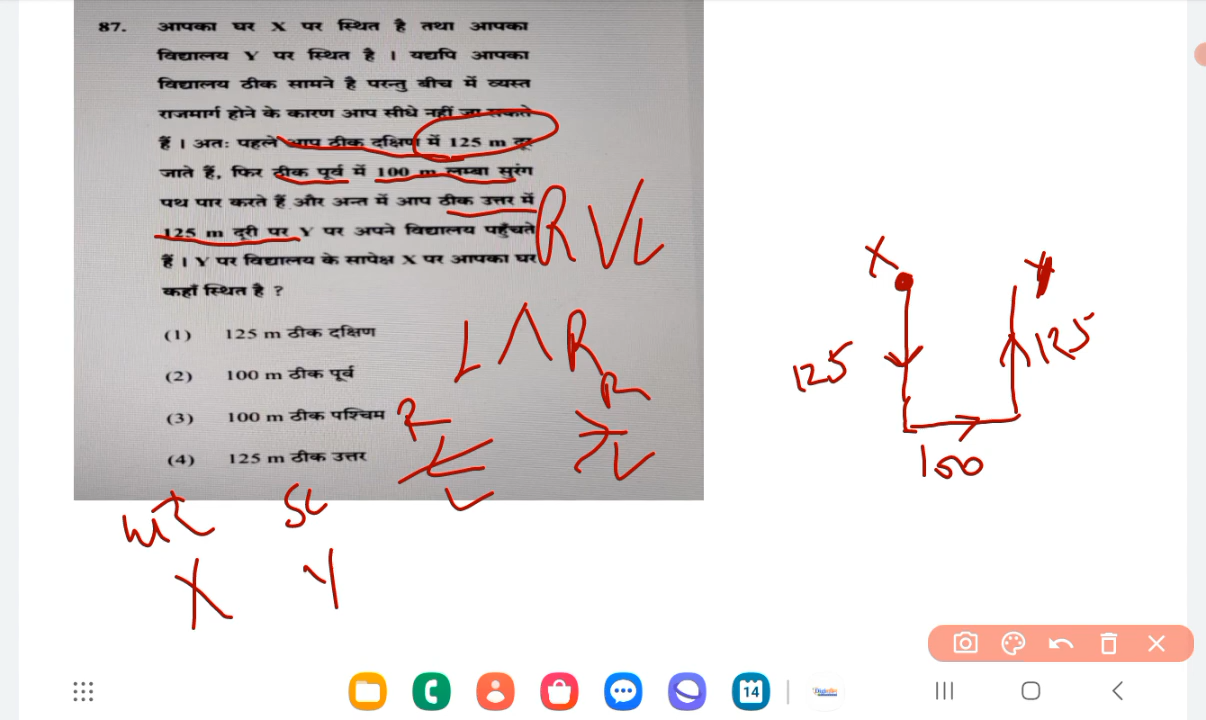 87. आपका घर X पर स्थित है तथा आपका
विद्यालय Y पर स्थित है । यद्यपि आपका
विद्यालय ठीक सामने है परन्तु बीच में व्यस्त
राजमार्ग होने के कारण आप सीधे नहीं जा सकते
हैं । अतः पहले आप ठीक दक्षिण में 125 m दूर
जाते हैं, फिर ठीक पूर्व में 100 m लम्बा सुरंग
पथ पार करते हैं और अन्त में आप ठीक उत्तर में
125 m दूरी पर Y पर अपने विद्यालय पहुँचते
हैं । Y पर विद्यालय के सापेक्ष X पर आपका घर
कहाँ स्थित है ?
(1) 125 m ठीक दक्षिण
(2) 100 m ठीक पूर्व
(3) 100 m ठीक पश्चिम
(4) 125 m ठीक उत्तर
R L
L R
R
L
R
L
घर SC
X Y
X Y
125 125
100
14